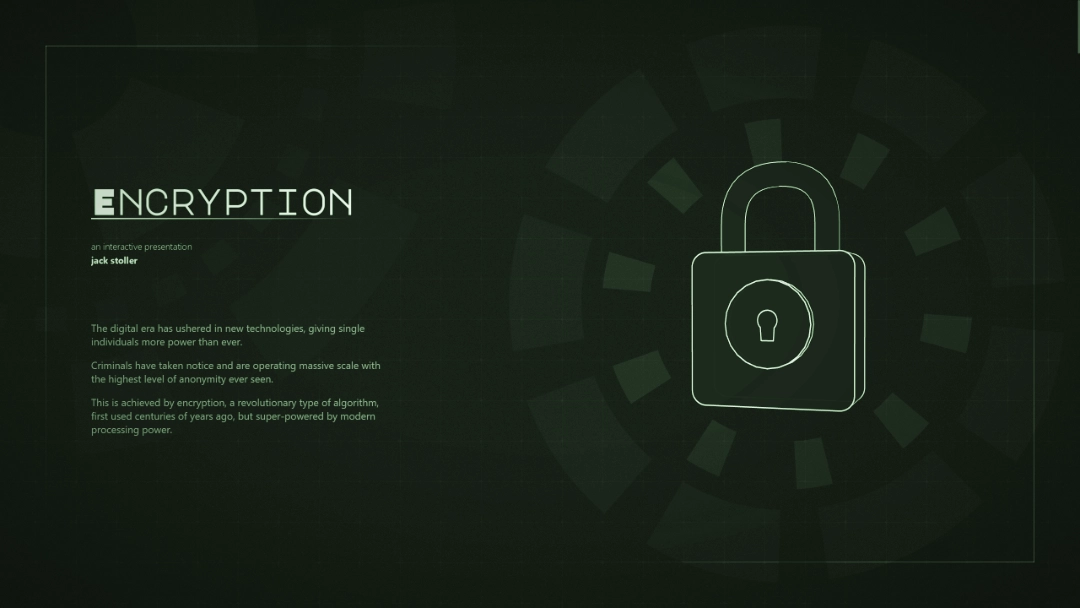 ENCRYPTION
an interactive presentation
jack stoller
The digital era has ushered in new technologies, giving single
individuals more power than ever.
Criminals have taken notice and are operating massive scale with
the highest level of anonymity ever seen.
This is achieved by encryption, a revolutionary type of algorithm,
first used centuries of years ago, but super-powered by modern
processing power.